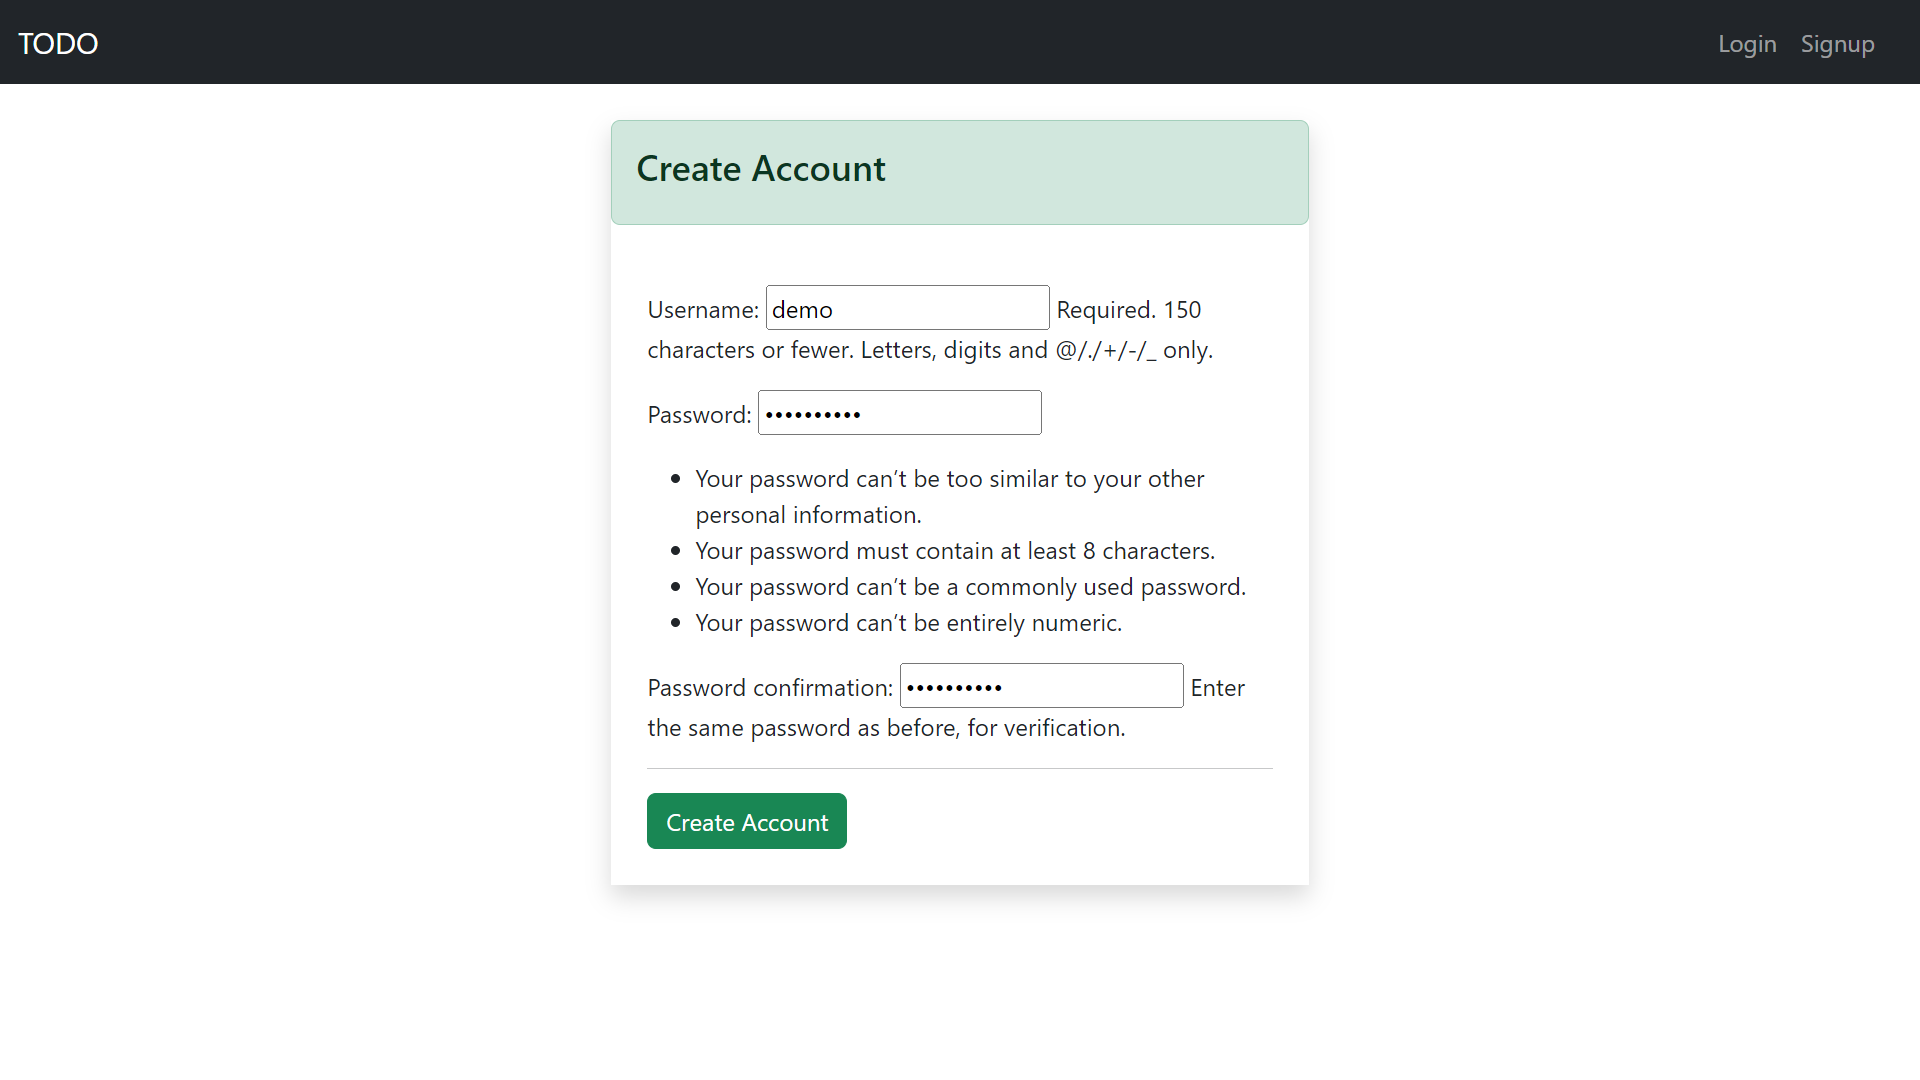 TODO Login Signup
Create Account
Username: demo Required. 150
characters or fewer. Letters, digits and @/./+/-/_ only.
Password: ••••••••••
• Your password can’t be too similar to your other
personal information.
• Your password must contain at least 8 characters.
• Your password can’t be a commonly used password.
• Your password can’t be entirely numeric.
Password confirmation: •••••••••• Enter
the same password as before, for verification.
Create Account